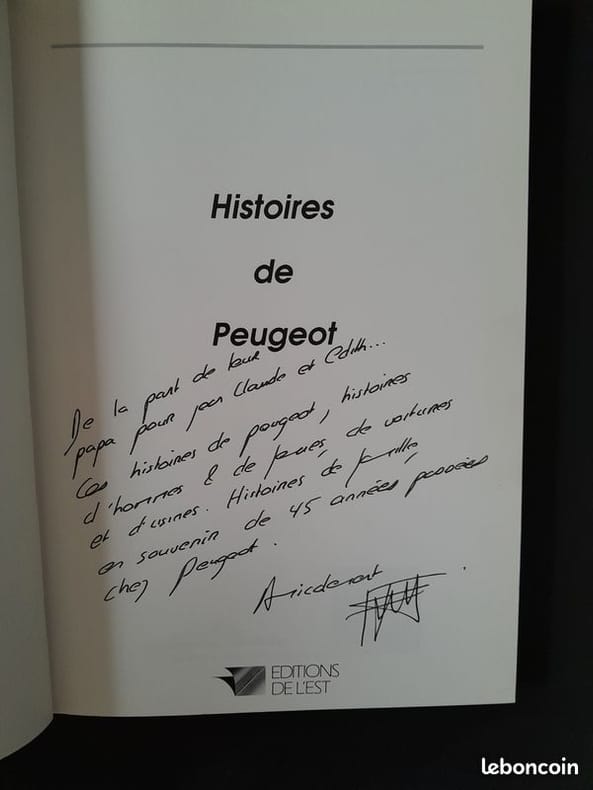 Histoires
de
Peugeot
De la part de leur
papa pour jean Claude et Edith...
Ces histoires de peugeot, histoires
d'hommes & de femmes, de voitures
et d'usines. Histoires de famille,
en souvenir de 45 années passées
chez Peugeot.
Amicalement
EDITIONS
DE L'EST
leboncoin